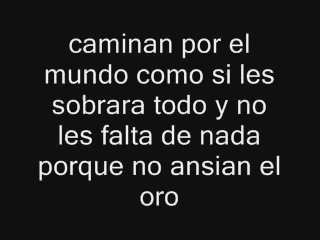 caminan por el
mundo como si les
sobrara todo y no
les falta de nada
porque no ansian el
oro